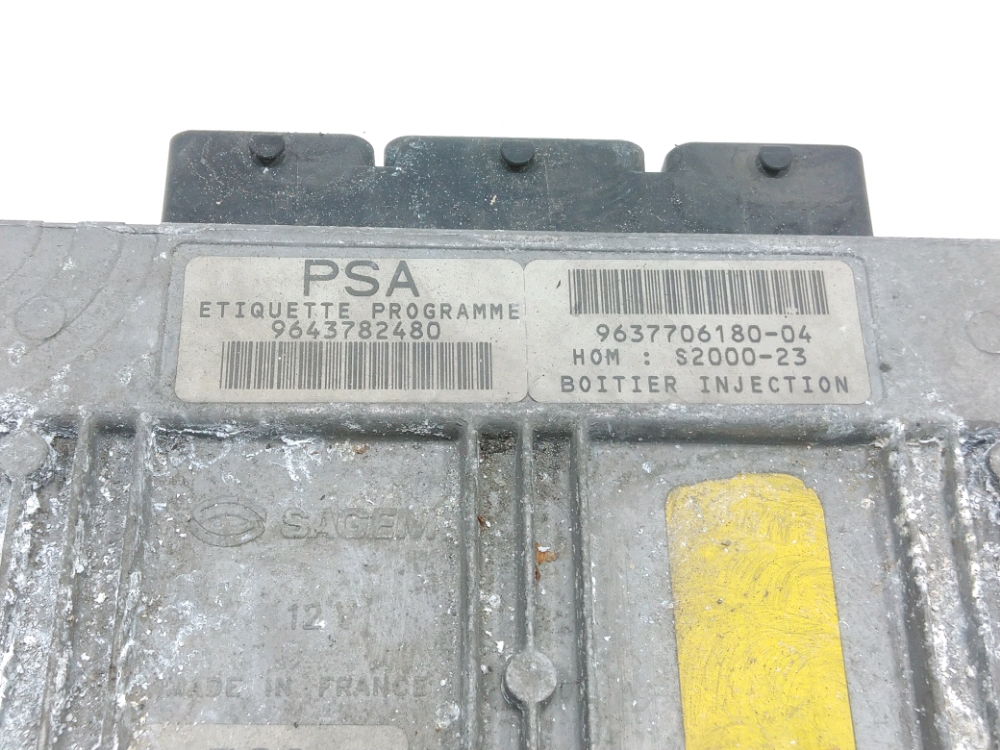 PSA
ETIQUETTE PROGRAMME
9643782480
9637706180-04
HOM : S2000-23
BOITIER INJECTION
SAGEM
12 V
MADE IN FRANCE